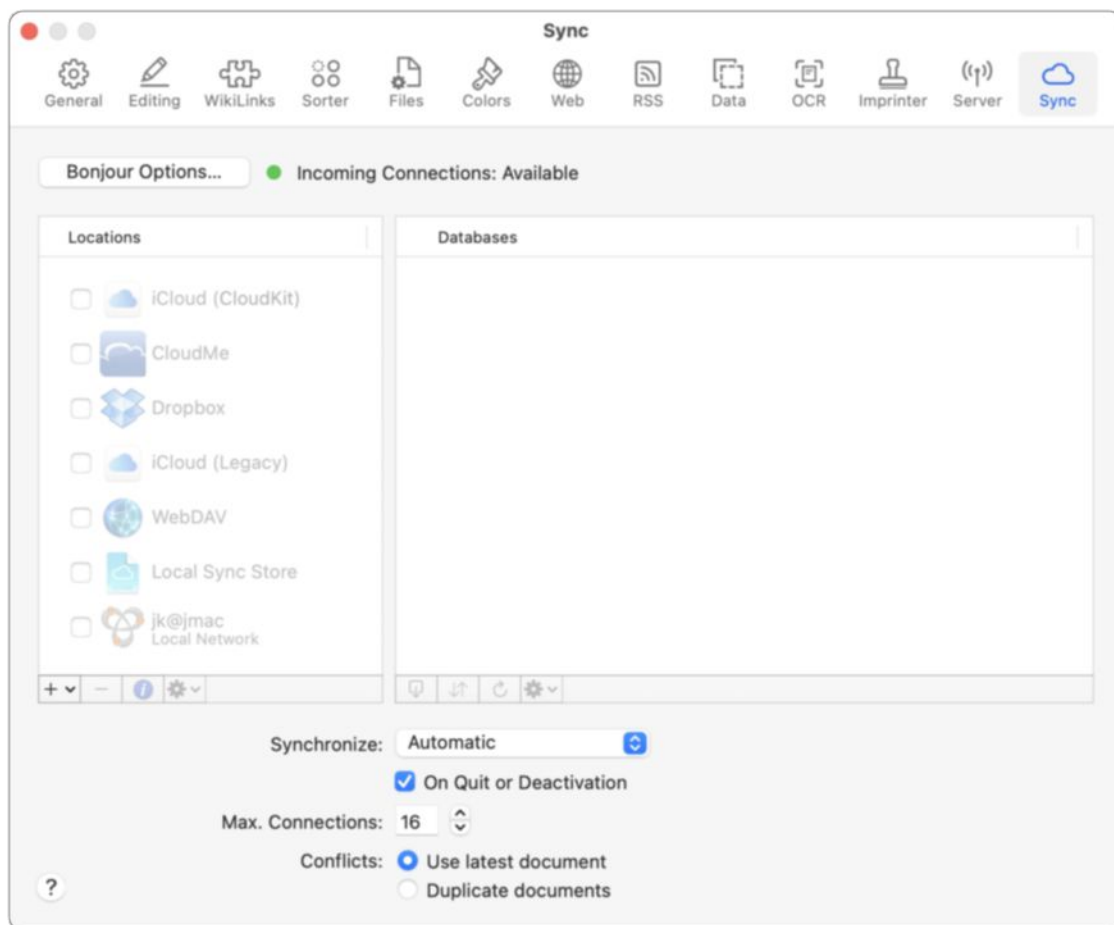 Sync
General Editing WikiLinks Sorter Files Colors Web RSS Data OCR Imprinter Server Sync
Bonjour Options... Incoming Connections: Available
Locations Databases
iCloud (CloudKit)
CloudMe
Dropbox
iCloud (Legacy)
WebDAV
Local Sync Store
jk@jmac
Local Network
Synchronize: Automatic
On Quit or Deactivation
Max. Connections: 16
Conflicts: Use latest document
Duplicate documents
?